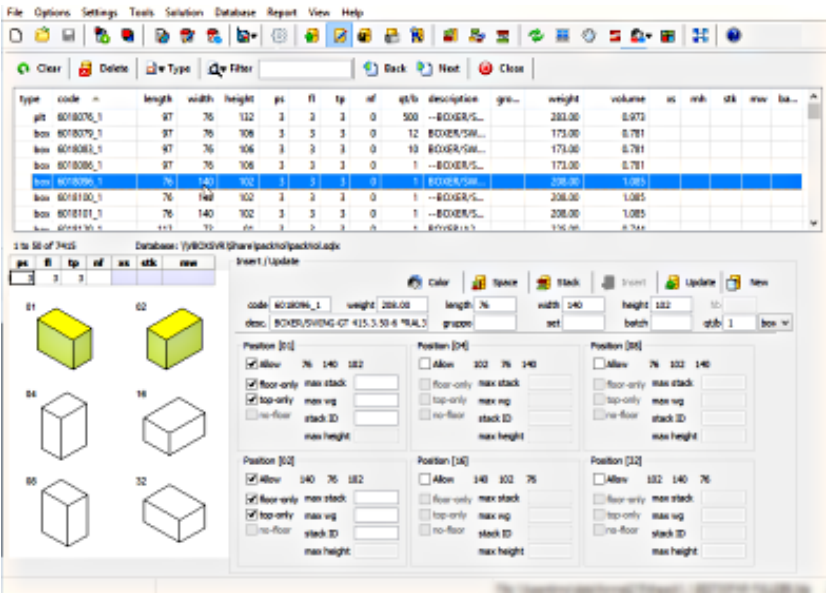 File Options Settings Tools Solution Database Report View Help
Clear Delete Type Filter Back Next Close
type code length width height ps fl tp nf qt/b description gro... weight volume xs mh stk mw ba...
plt 6018076_1 97 76 132 3 3 3 0 500 --BOXER/S... 283.00 0.973
box 6018079_1 97 76 106 3 3 3 0 12 BOXER/SW... 173.00 0.781
box 6018083_1 97 76 106 3 3 3 0 10 BOXER/SW... 173.00 0.781
box 6018086_1 97 76 106 3 3 3 0 1 --BOXER/S... 173.00 0.781
box 6018096_1 76 140 102 3 3 3 0 1 BOXER/SW... 208.00 1.085
box 6018100_1 76 140 102 3 3 3 0 1 --BOXER/S... 208.00 1.085
box 6018101_1 76 140 102 3 3 3 0 1 --BOXER/S... 208.00 1.085
1 to 50 of 7415 Database:
Insert/Update
ps fl tp nf xs stk mw
3 3 3
Color Space Stack Insert Update New
code 6018096_1 weight 208.00 length 76 width 140 height 102
desc. BOXER/SWING-GT 415.3.50-6 *RAL3 gruppo set batch qt/b 1 box
01 02
04 16
08 32
Position [01] Position [04] Position [08]
Allow 76 140 102 Allow 102 76 140 Allow 76 102 140
floor-only max stack floor-only max stack floor-only max stack
top-only max wg top-only max wg top-only max wg
no-floor stack ID no-floor stack ID no-floor stack ID
max height max height max height
Position [02] Position [16] Position [32]
Allow 140 76 102 Allow 140 102 76 Allow 102 140 76
floor-only max stack floor-only max stack floor-only max stack
top-only max wg top-only max wg top-only max wg
no-floor stack ID no-floor stack ID no-floor stack ID
max height max height max height